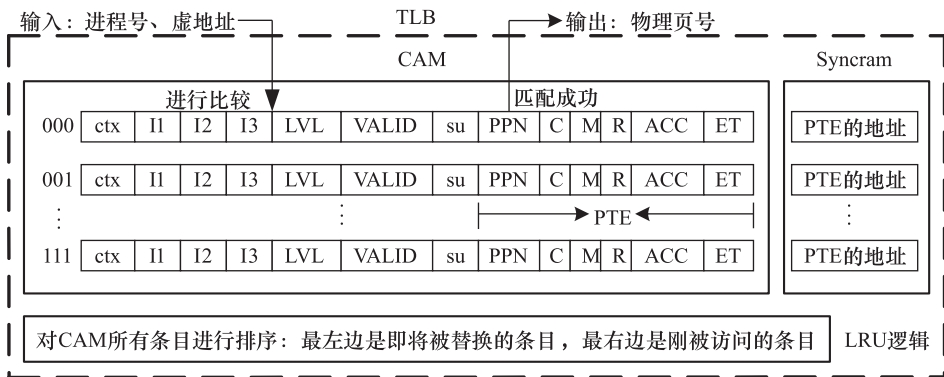 输入：进程号、虚地址 TLB 输出：物理页号
CAM Syncram
进行比较 匹配成功
000 ctx I1 I2 I3 LVL VALID su PPN C M R ACC ET PTE的地址
001 ctx I1 I2 I3 LVL VALID su PPN C M R ACC ET PTE的地址
⋮ ⋮ PTE ⋮
111 ctx I1 I2 I3 LVL VALID su PPN C M R ACC ET PTE的地址
对CAM所有条目进行排序：最左边是即将被替换的条目，最右边是刚被访问的条目 LRU逻辑